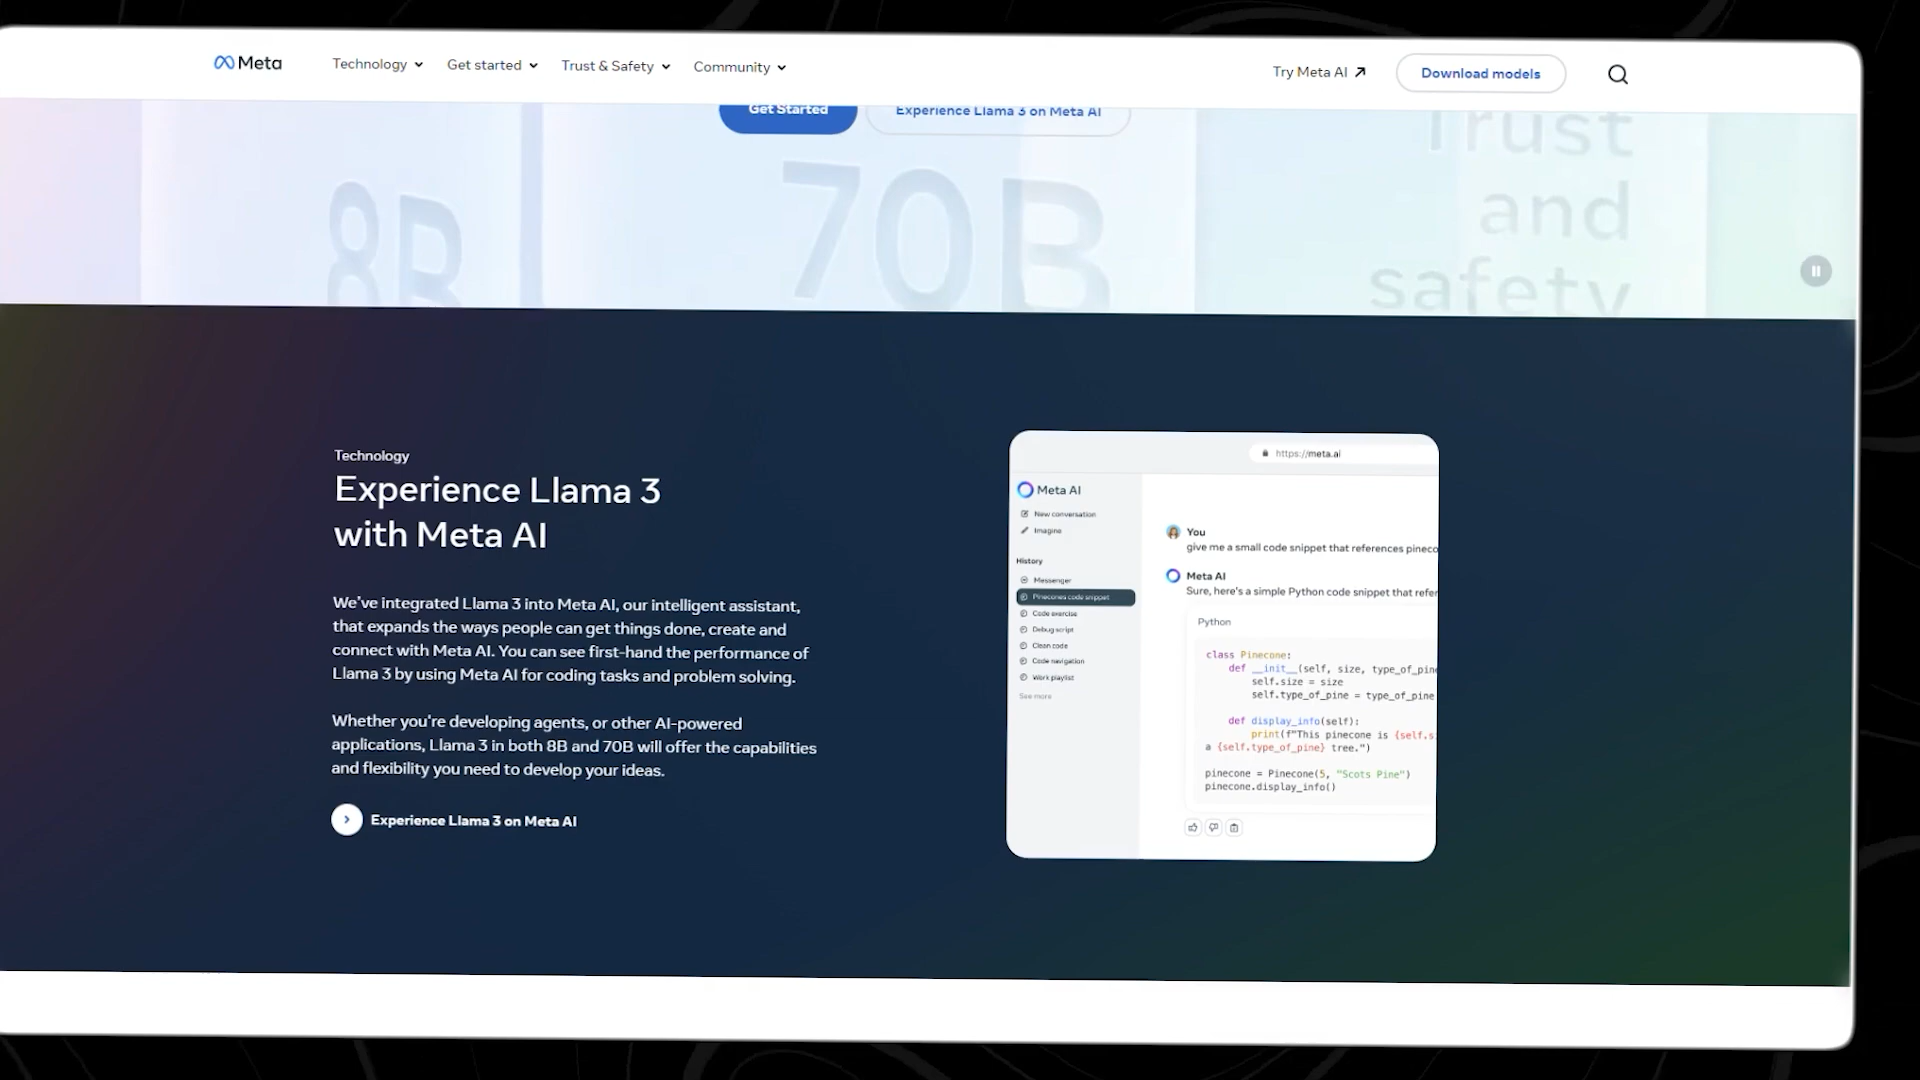 Meta
Technology
Get started
Trust & Safety
Community
Try Meta AI
Download models
Get Started
Experience Llama 3 on Meta AI
8B
70B
Trust
and
safety
Technology
Experience Llama 3
with Meta AI
We've integrated Llama 3 into Meta AI, our intelligent assistant,
that expands the ways people can get things done, create and
connect with Meta AI. You can see first-hand the performance of
Llama 3 by using Meta AI for coding tasks and problem solving.
Whether you're developing agents, or other AI-powered
applications, Llama 3 in both 8B and 70B will offer the capabilities
and flexibility you need to develop your ideas.
Experience Llama 3 on Meta AI
https://meta.ai
Meta AI
New conversation
Imagine
History
Messenger
Pinecones code snippet
Code exercise
Debug script
Clean code
Code navigation
Work playlist
See more
You
give me a small code snippet that references pineco
Meta AI
Sure, here's a simple Python code snippet that refer
Python
class Pinecone:
def __init__(self, size, type_of_pine
self.size = size
self.type_of_pine = type_of_pine
def display_info(self):
print(f"This pinecone is {self.si
a {self.type_of_pine} tree.")
pinecone = Pinecone(5, "Scots Pine")
pinecone.display_info()